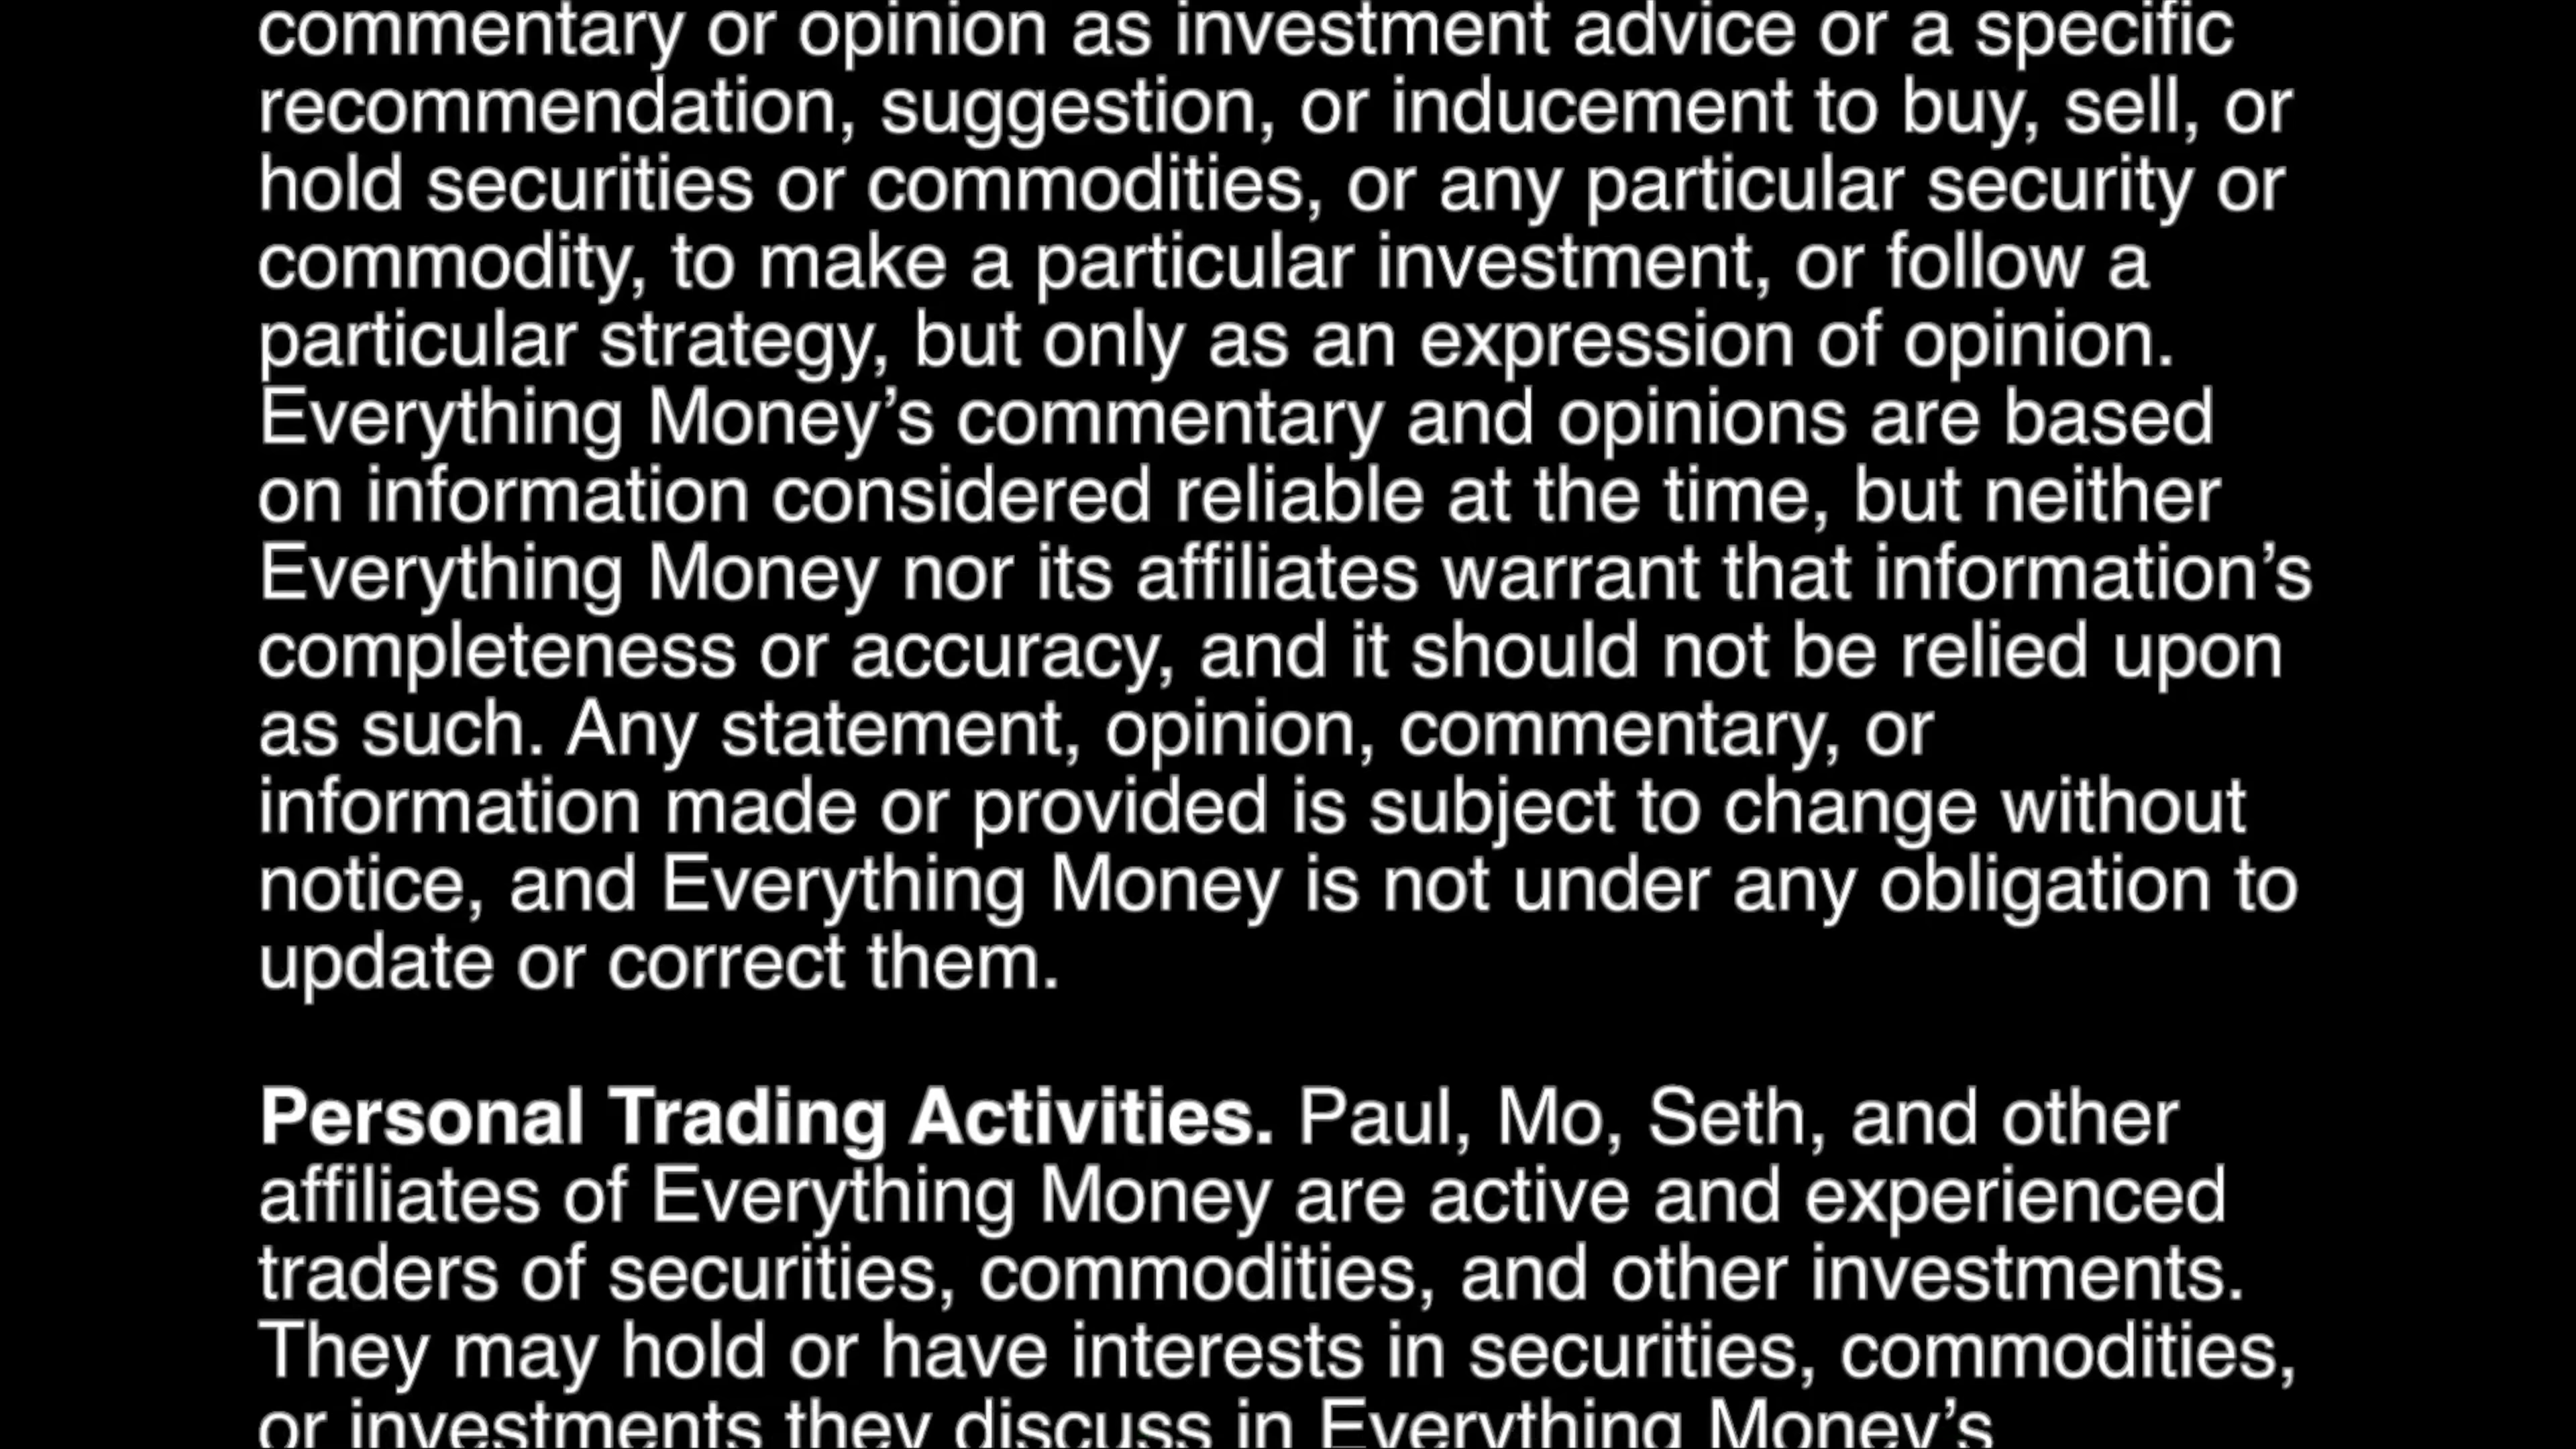 commentary or opinion as investment advice or a specific
recommendation, suggestion, or inducement to buy, sell, or
hold securities or commodities, or any particular security or
commodity, to make a particular investment, or follow a
particular strategy, but only as an expression of opinion.
Everything Money’s commentary and opinions are based
on information considered reliable at the time, but neither
Everything Money nor its affiliates warrant that information’s
completeness or accuracy, and it should not be relied upon
as such. Any statement, opinion, commentary, or
information made or provided is subject to change without
notice, and Everything Money is not under any obligation to
update or correct them.
Personal Trading Activities. Paul, Mo, Seth, and other
affiliates of Everything Money are active and experienced
traders of securities, commodities, and other investments.
They may hold or have interests in securities, commodities,
or investments they discuss in Everything Money’s